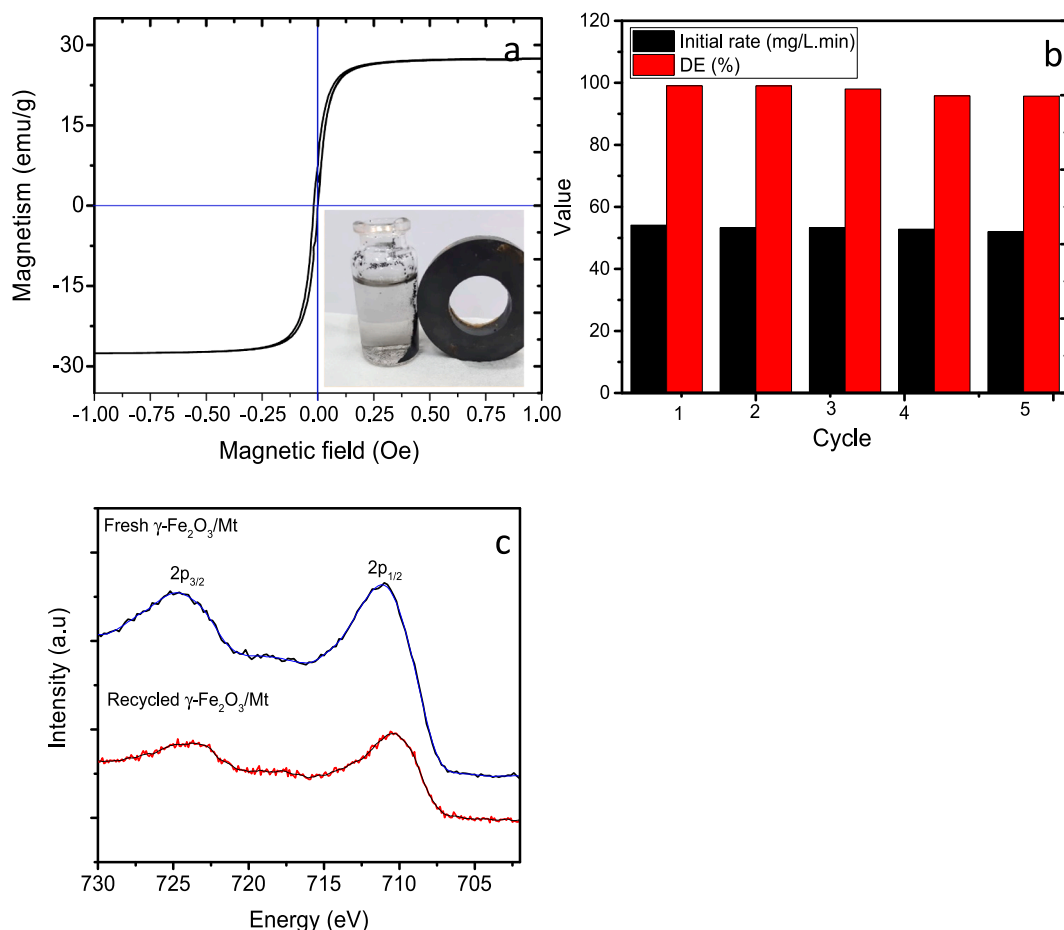 a
Magnetism (emu/g)
30
15
0
-15
-30
-1.00 -0.75 -0.50 -0.25 0.00 0.25 0.50 0.75 1.00
Magnetic field (Oe)
b
Initial rate (mg/L.min)
DE (%)
Value
120
100
80
60
40
20
0
1 2 3 4 5
Cycle
c
Fresh γ-Fe₂O₃/Mt
2p₃/₂ 2p₁/₂
Recycled γ-Fe₂O₃/Mt
Intensity (a.u)
730 725 720 715 710 705
Energy (eV)